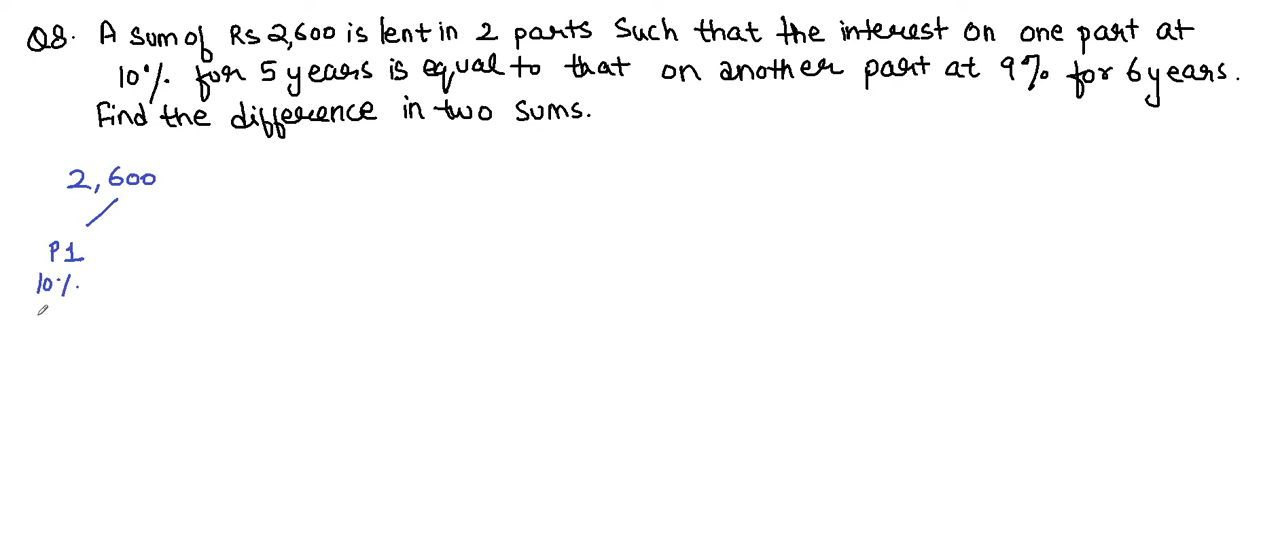 Q8. A sum of Rs 2,600 is lent in 2 parts Such that the interest on one part at
10% for 5 years is equal to that on another part at 9% for 6 years.
Find the difference in two sums.
2,600
P1
10%